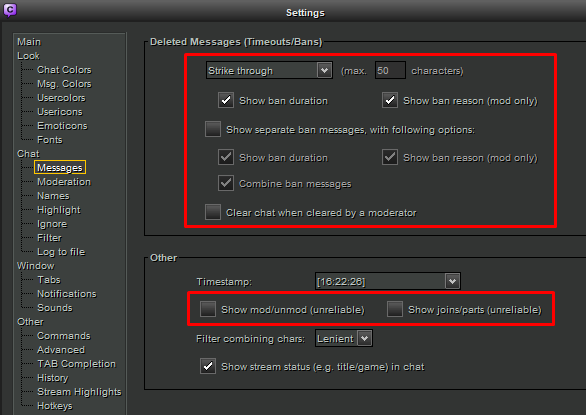 C
Settings
Main
Look
Chat Colors
Msg. Colors
Usercolors
Usericons
Emoticons
Fonts
Chat
Messages
Moderation
Names
Highlight
Ignore
Filter
Log to file
Window
Tabs
Notifications
Sounds
Other
Commands
Advanced
TAB Completion
History
Stream Highlights
Hotkeys
Deleted Messages (Timeouts/Bans)
Strike through (max. 50 characters)
Show ban duration Show ban reason (mod only)
Show separate ban messages, with following options:
Show ban duration Show ban reason (mod only)
Combine ban messages
Clear chat when cleared by a moderator
Other
Timestamp: [16:22:26]
Show mod/unmod (unreliable) Show joins/parts (unreliable)
Filter combining chars: Lenient
Show stream status (e.g. title/game) in chat